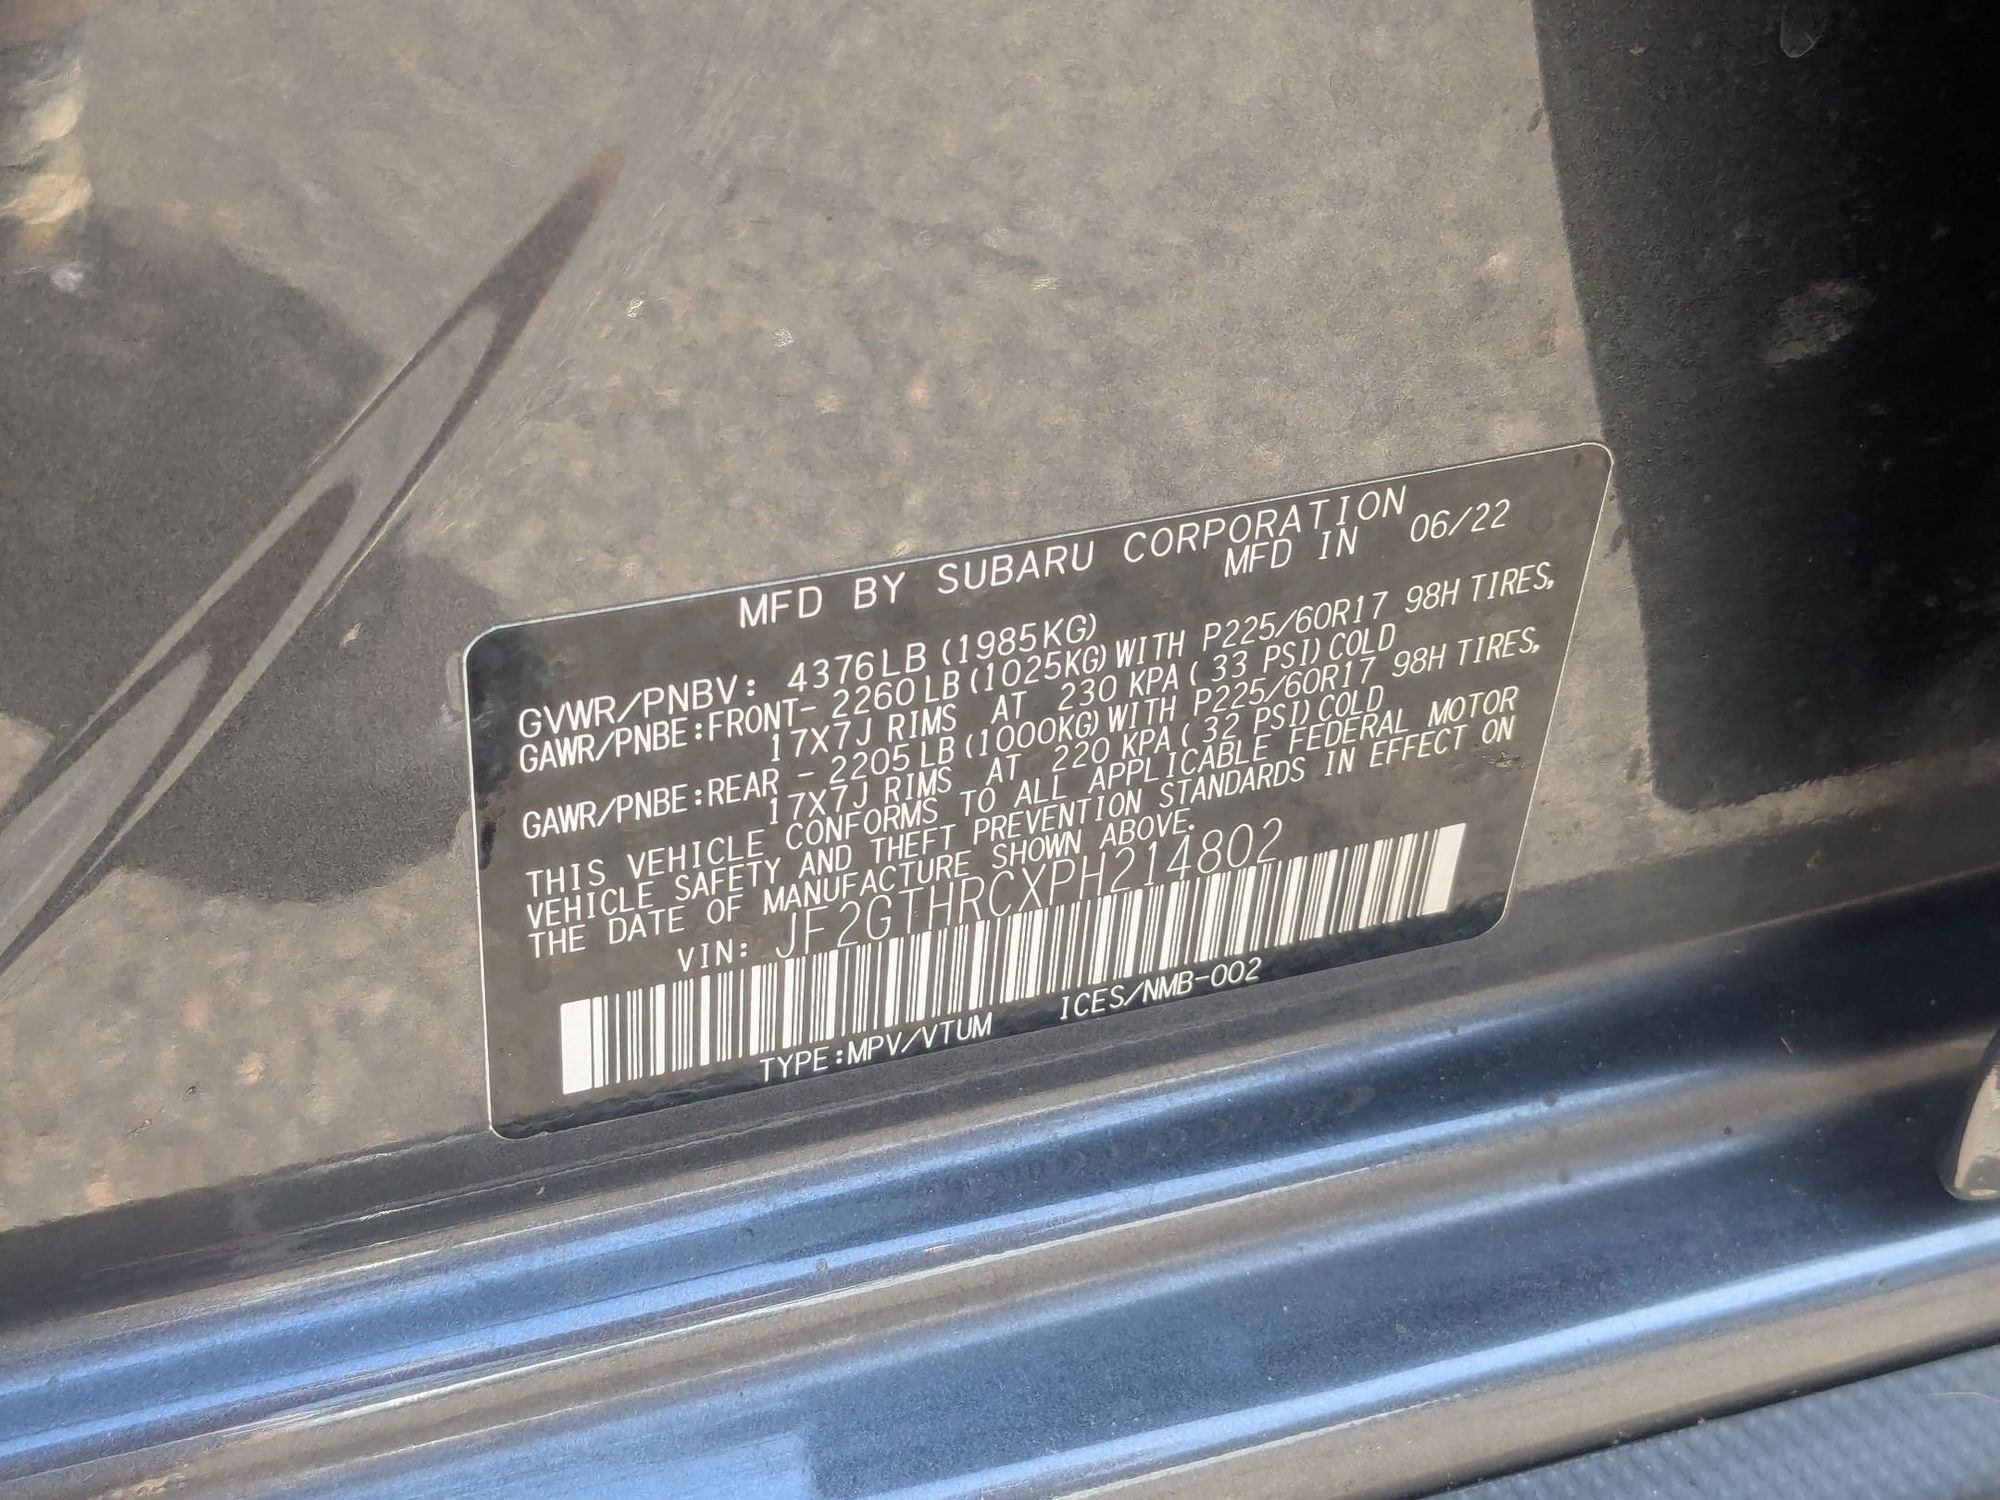 MFD BY SUBARU CORPORATION
MFD IN 06/22
GVWR/PNBV: 4376LB (1985KG)
GAWR/PNBE:FRONT- 2260LB (1025KG) WITH P225/60R17 98H TIRES,
17X7J RIMS AT 230 KPA ( 33 PSI) COLD
GAWR/PNBE:REAR - 2205LB (1000KG) WITH P225/60R17 98H TIRES,
17X7J RIMS AT 220 KPA ( 32 PSI) COLD
THIS VEHICLE CONFORMS TO ALL APPLICABLE FEDERAL MOTOR
VEHICLE SAFETY AND THEFT PREVENTION STANDARDS IN EFFECT ON
THE DATE OF MANUFACTURE SHOWN ABOVE.
VIN: JF2GTHRCXPH214802
TYPE:MPV/VTUM ICES/NMB-002